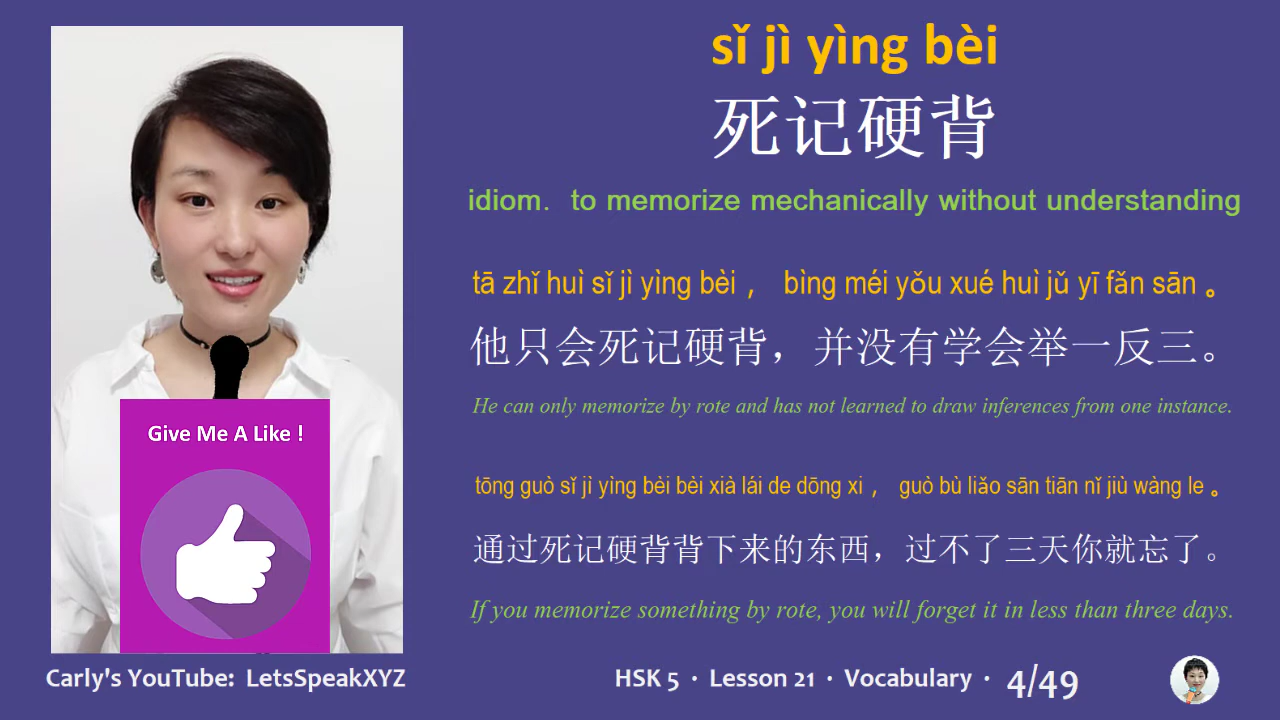 sǐ jì yìng bèi
死记硬背
idiom. to memorize mechanically without understanding
tā zhǐ huì sǐ jì yìng bèi , bìng méi yǒu xué huì jǔ yī fǎn sān 。
他只会死记硬背，并没有学会举一反三。
He can only memorize by rote and has not learned to draw inferences from one instance.
tōng guò sǐ jì yìng bèi bèi xià lái de dōng xi , guò bù liǎo sān tiān nǐ jiù wàng le 。
通过死记硬背背下来的东西，过不了三天你就忘了。
If you memorize something by rote, you will forget it in less than three days.
Give Me A Like !
Carly's YouTube: LetsSpeakXYZ
HSK 5 · Lesson 21 · Vocabulary · 4/49